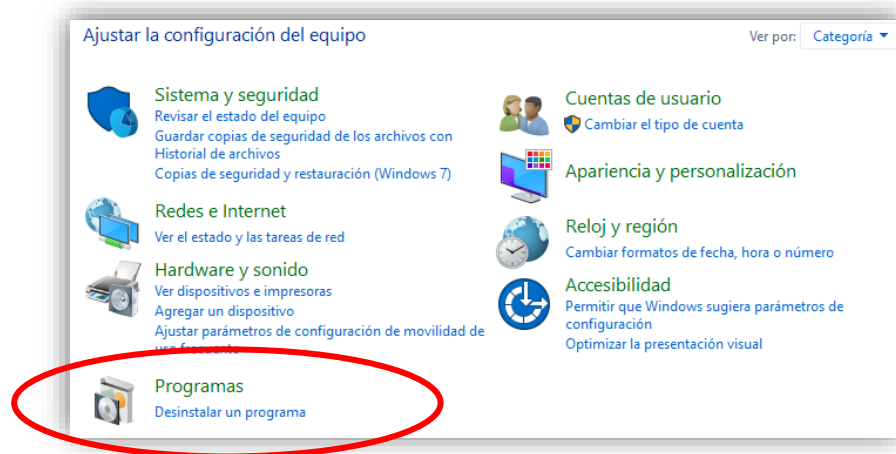 Ajustar la configuración del equipo
Ver por: Categoría
Sistema y seguridad
Revisar el estado del equipo
Guardar copias de seguridad de los archivos con
Historial de archivos
Copias de seguridad y restauración (Windows 7)
Redes e Internet
Ver el estado y las tareas de red
Hardware y sonido
Ver dispositivos e impresoras
Agregar un dispositivo
Ajustar parámetros de configuración de movilidad de
uso frecuente
Programas
Desinstalar un programa
Cuentas de usuario
Cambiar el tipo de cuenta
Apariencia y personalización
Reloj y región
Cambiar formatos de fecha, hora o número
Accesibilidad
Permitir que Windows sugiera parámetros de
configuración
Optimizar la presentación visual